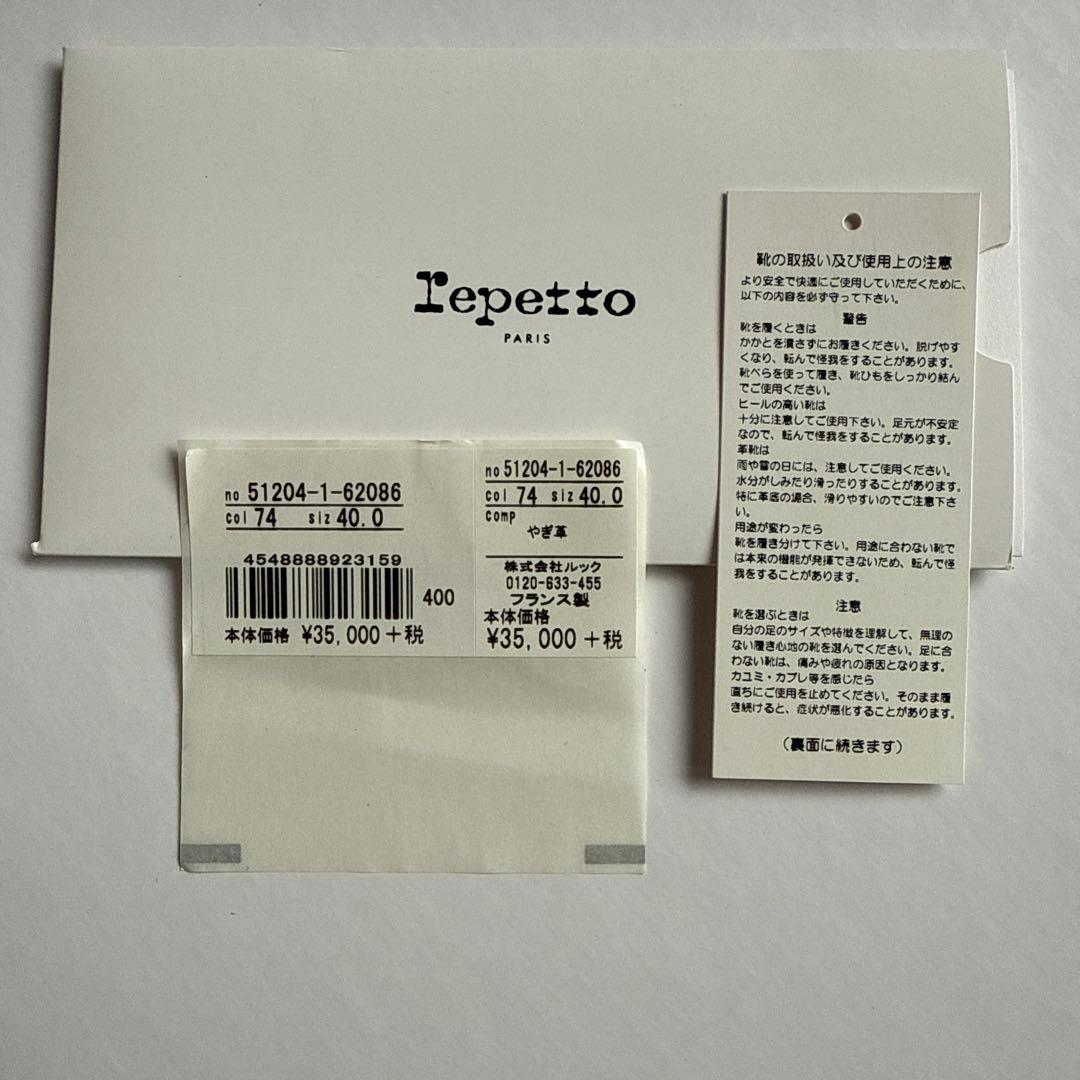 repetto
PARIS
no 51204-1-62086
col 74 siz 40.0
4548888923159
400
本体価格 ¥35,000+税
no 51204-1-62086
col 74 siz 40.0
comp
やぎ革
株式会社ルック
0120-633-455
フランス製
本体価格
¥35,000+税
靴の取扱い及び使用上の注意
より安全で快適にご使用していただくために、
以下の内容を必ず守って下さい。
警告
靴を履くときは
かかとを潰さずにお履きください。脱げやす
くなり、転んで怪我をすることがあります。
靴べらを使って履き、靴ひもをしっかり結ん
でご使用ください。
ヒールの高い靴は
十分に注意してご使用下さい。足元が不安定
なので、転んで怪我をすることがあります。
革靴は
雨や雪の日には、注意してご使用ください。
水分がしみたり滑ったりすることがあります。
特に革底の場合、滑りやすいのでご注意下さ
い。
用途が変わったら
靴を履き分けて下さい。用途に合わない靴で
は本来の機能が発揮できないため、転んで怪
我をすることがあります。
注意
靴を選ぶときは
自分の足のサイズや特徴を理解して、無理の
ない履き心地の靴を選んでください。足に合
わない靴は、痛みや疲れの原因となります。
カユミ・カブレ等を感じたら
直ちにご使用を止めてください。そのまま履
き続けると、症状が悪化することがあります。
（裏面に続きます）